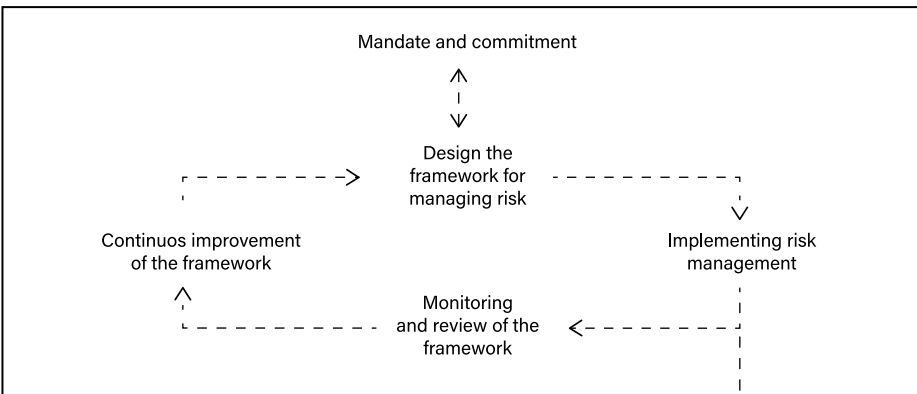 Mandate and commitment
Design the
framework for
managing risk
Continuos improvement
of the framework
Implementing risk
management
Monitoring
and review of the
framework